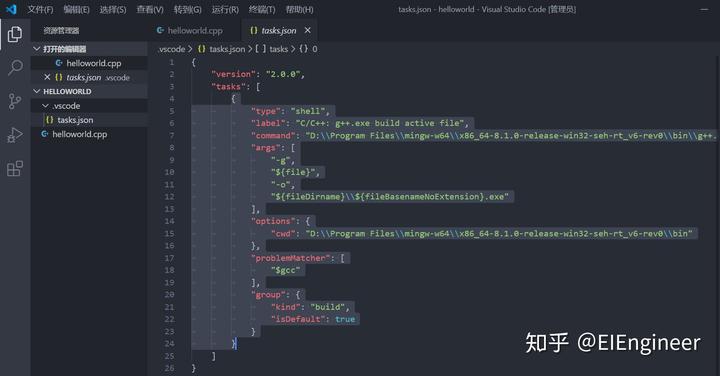 文件(F) 编辑(E) 选择(S) 查看(V) 转到(G) 运行(R) 终端(T) 帮助(H) tasks.json - helloworld - Visual Studio Code [管理员]
资源管理器
helloworld.cpp tasks.json ×
打开的编辑器
.vscode > {} tasks.json > [ ] tasks > {} 0
helloworld.cpp
× {} tasks.json .vscode
HELLOWORLD
.vscode
{} tasks.json
helloworld.cpp
1 {
2 "version": "2.0.0",
3 "tasks": [
4 {
5 "type": "shell",
6 "label": "C/C++: g++.exe build active file",
7 "command": "D:\\Program Files\\mingw-w64\\x86_64-8.1.0-release-win32-seh-rt_v6-rev0\\bin\\g++.
8 "args": [
9 "-g",
10 "${file}",
11 "-o",
12 "${fileDirname}\\${fileBasenameNoExtension}.exe"
13 ],
14 "options": {
15 "cwd": "D:\\Program Files\\mingw-w64\\x86_64-8.1.0-release-win32-seh-rt_v6-rev0\\bin"
16 },
17 "problemMatcher": [
18 "$gcc"
19 ],
20 "group": {
21 "kind": "build",
22 "isDefault": true
23 }
24 }
25 ]
26 }
知乎 @EIEngineer